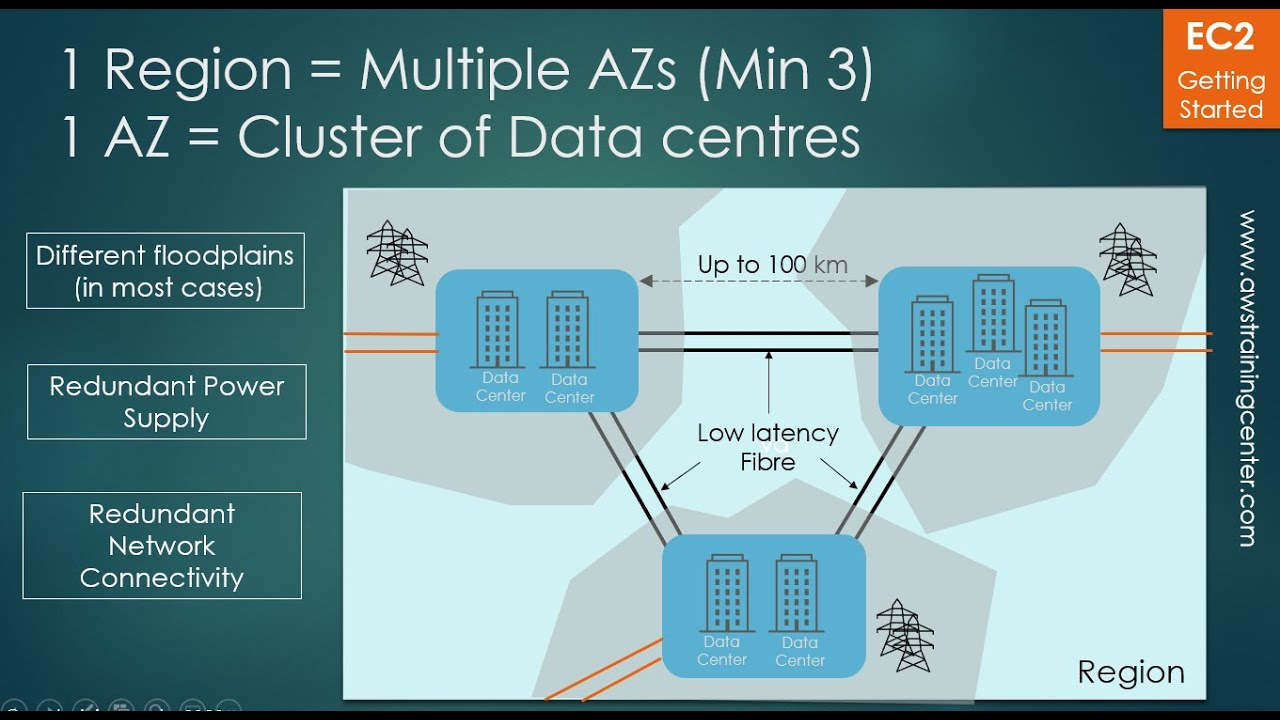 1 Region = Multiple AZs (Min 3)
1 AZ = Cluster of Data centres
EC2
Getting
Started
Different floodplains
(in most cases)
Redundant Power
Supply
Redundant
Network
Connectivity
Up to 100 km
Data
Center
Data
Center
Data
Center
Data
Center
Data
Center
Low latency
Fibre
Data
Center
Data
Center
Region
www.awstrainingcenter.com